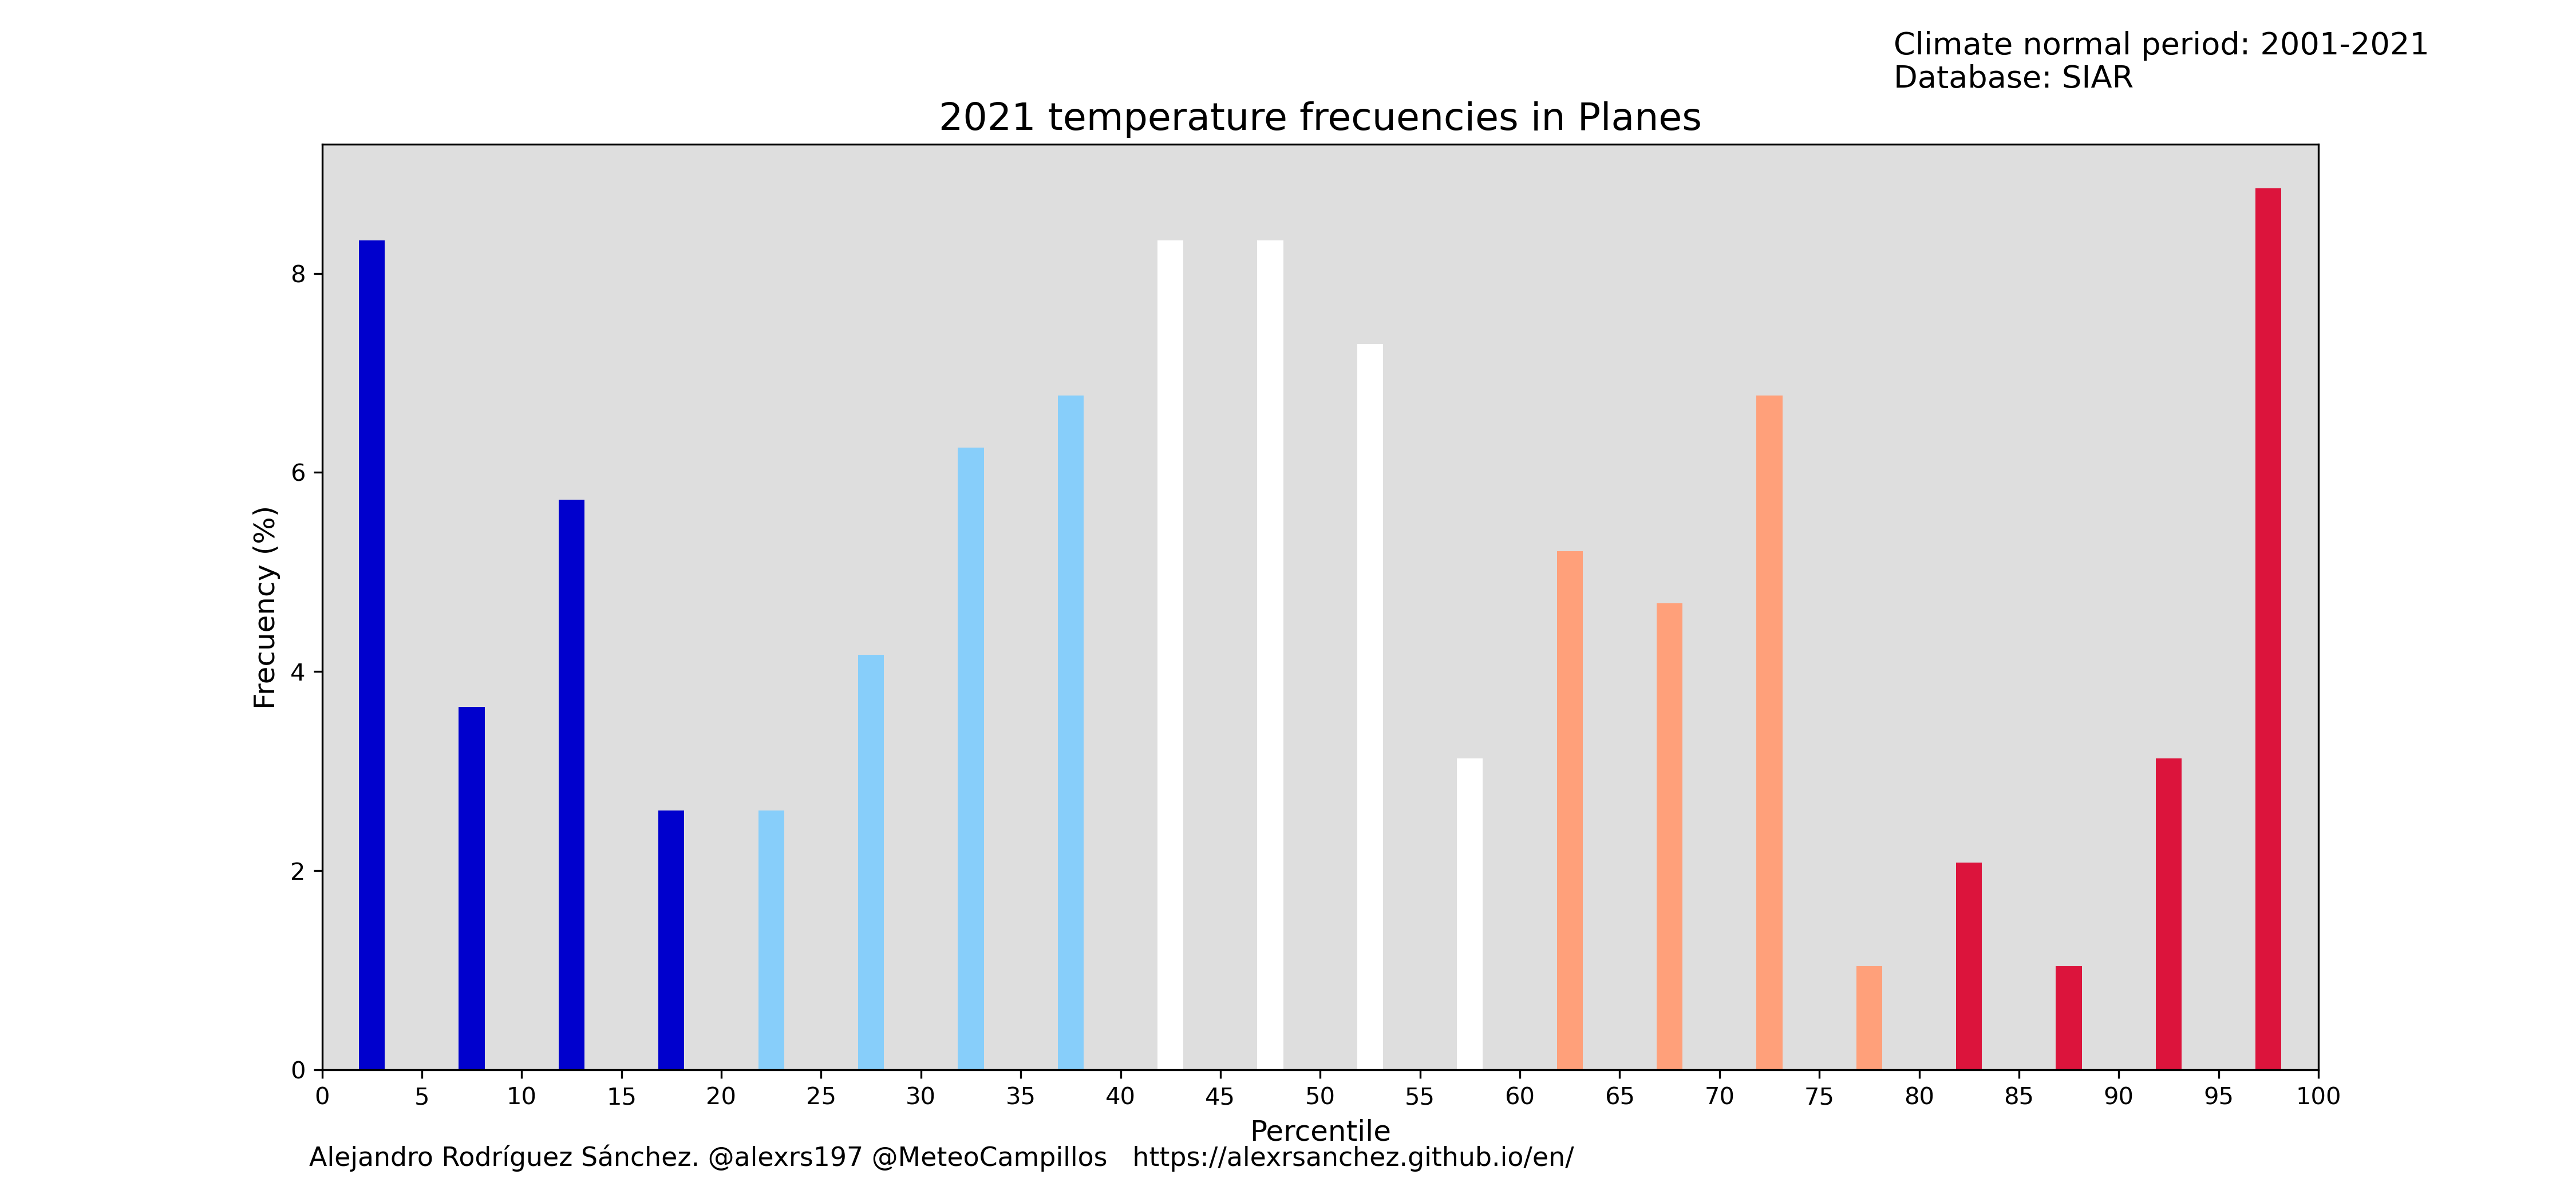 Climate normal period: 2001-2021
Database: SIAR
2021 temperature frecuencies in Planes
Frecuency (%)
8
6
4
2
0
0 5 10 15 20 25 30 35 40 45 50 55 60 65 70 75 80 85 90 95 100
Percentile
Alejandro Rodríguez Sánchez. @alexrs197 @MeteoCampillos https://alexrsanchez.github.io/en/